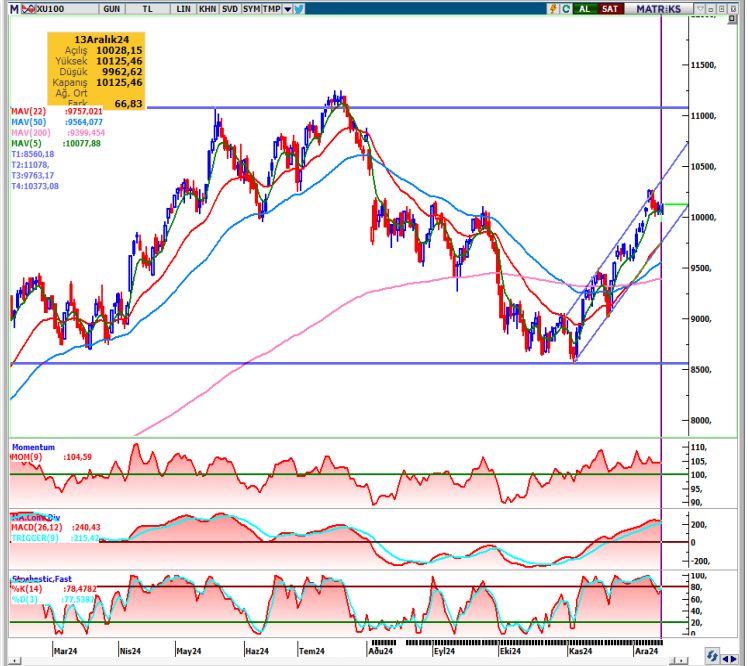 M XU100 GÜN TL LIN KHN SVD SYM TMP AL SAT MATRIKS
13Aralık24
Açılış 10028,15
Yüksek 10125,46
Düşük 9962,62
Kapanış 10125,46
Ağ. Ort
Fark 66,83
MAV(22) :9757,021
MAV(50) :9564,077
MAV(200) :9399,454
MAV(5) :10077,88
T1:8560,18
T2:11078,
T3:9763,17
T4:10373,08
11500,
11000,
10500,
10000,
9500,
9000,
8500,
8000,
Momentum
MOM(9) :104,59
110,
105,
100,
95,
90,
MACD(26,12) :240,43
TRIGGER(9) :215,42
200,
0
-200,
Stochastic,Fast
%K(14) :78,4782
%D(3)
100,
80,
60,
40,
20,
0
Mar24 Nis24 May24 Haz24 Tem24 Aðu24 Eyl24 Eki24 Kas24 Ara24